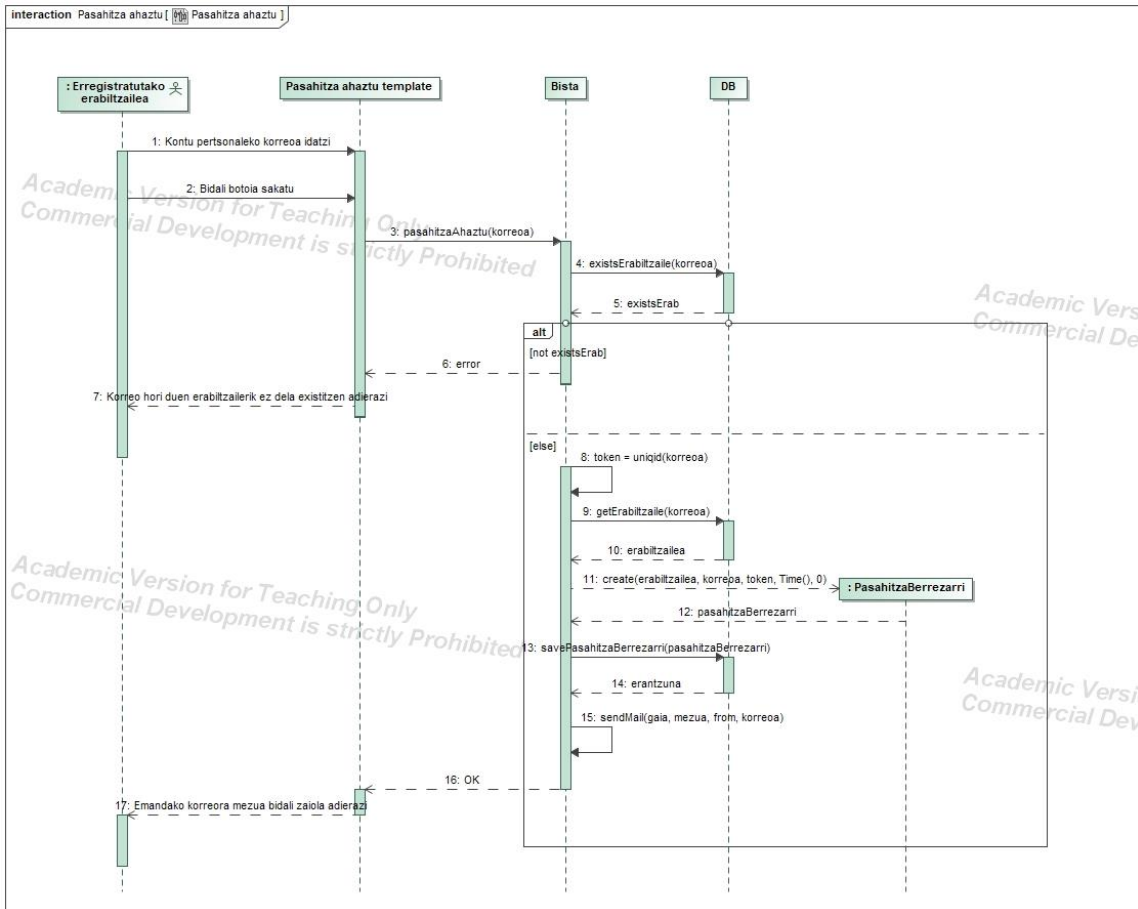 interaction Pasahitza ahaztu [ Pasahitza ahaztu ]
: Erregistratutako
erabiltzailea
Pasahitza ahaztu template
Bista
DB
1: Kontu pertsonaleko korreoa idatzi
2: Bidali botoia sakatu
Academic Version for Teaching Only
Commercial Development is strictly Prohibited
3: pasahitzaAhaztu(korreoa)
4: existsErabiltzaile(korreoa)
5: existsErab
Academic Versi
Commercial De
alt
[not existsErab]
6: error
7: Korreo hori duen erabiltzailerik ez dela existitzen adierazi
[else]
8: token = uniqid(korreoa)
9: getErabiltzaile(korreoa)
10: erabiltzailea
Academic Version for Teaching Only
Commercial Development is strictly Prohibited
11: create(erabiltzailea, korreoa, token, Time(), 0)
: PasahitzaBerrezarri
12: pasahitzaBerrezarri
13: savePasahitzaBerrezarri(pasahitzaBerrezarri)
14: erantzuna
Academic Versi
Commercial Dev
15: sendMail(gaia, mezua, from, korreoa)
16: OK
17: Emandako korreora mezua bidali zaiola adierazi